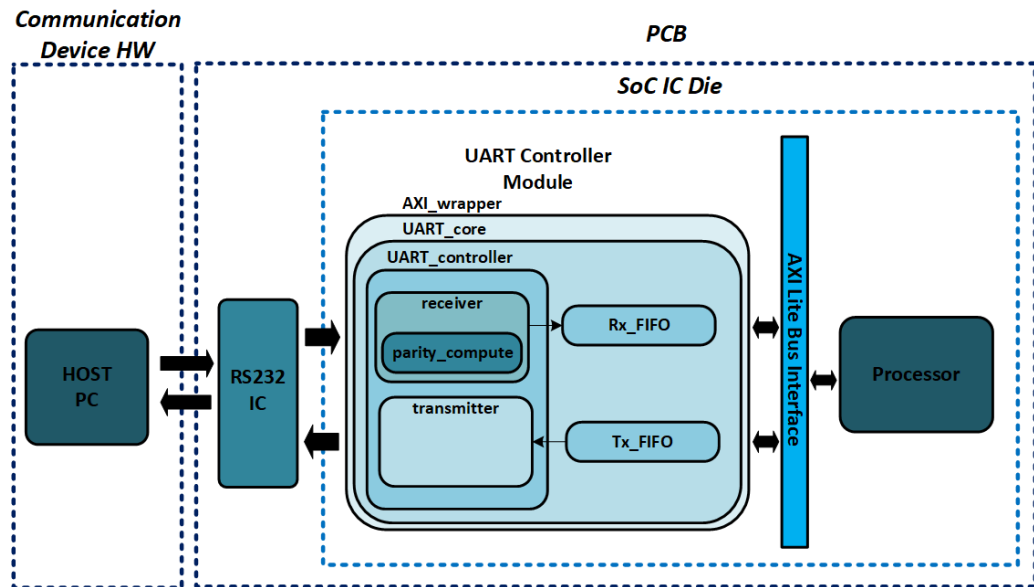 Communication
Device HW
PCB
SoC IC Die
UART Controller
Module
AXI_wrapper
UART_core
UART_controller
receiver
parity_compute
Rx_FIFO
transmitter
Tx_FIFO
HOST
PC
RS232
IC
AXI Lite Bus Interface
Processor